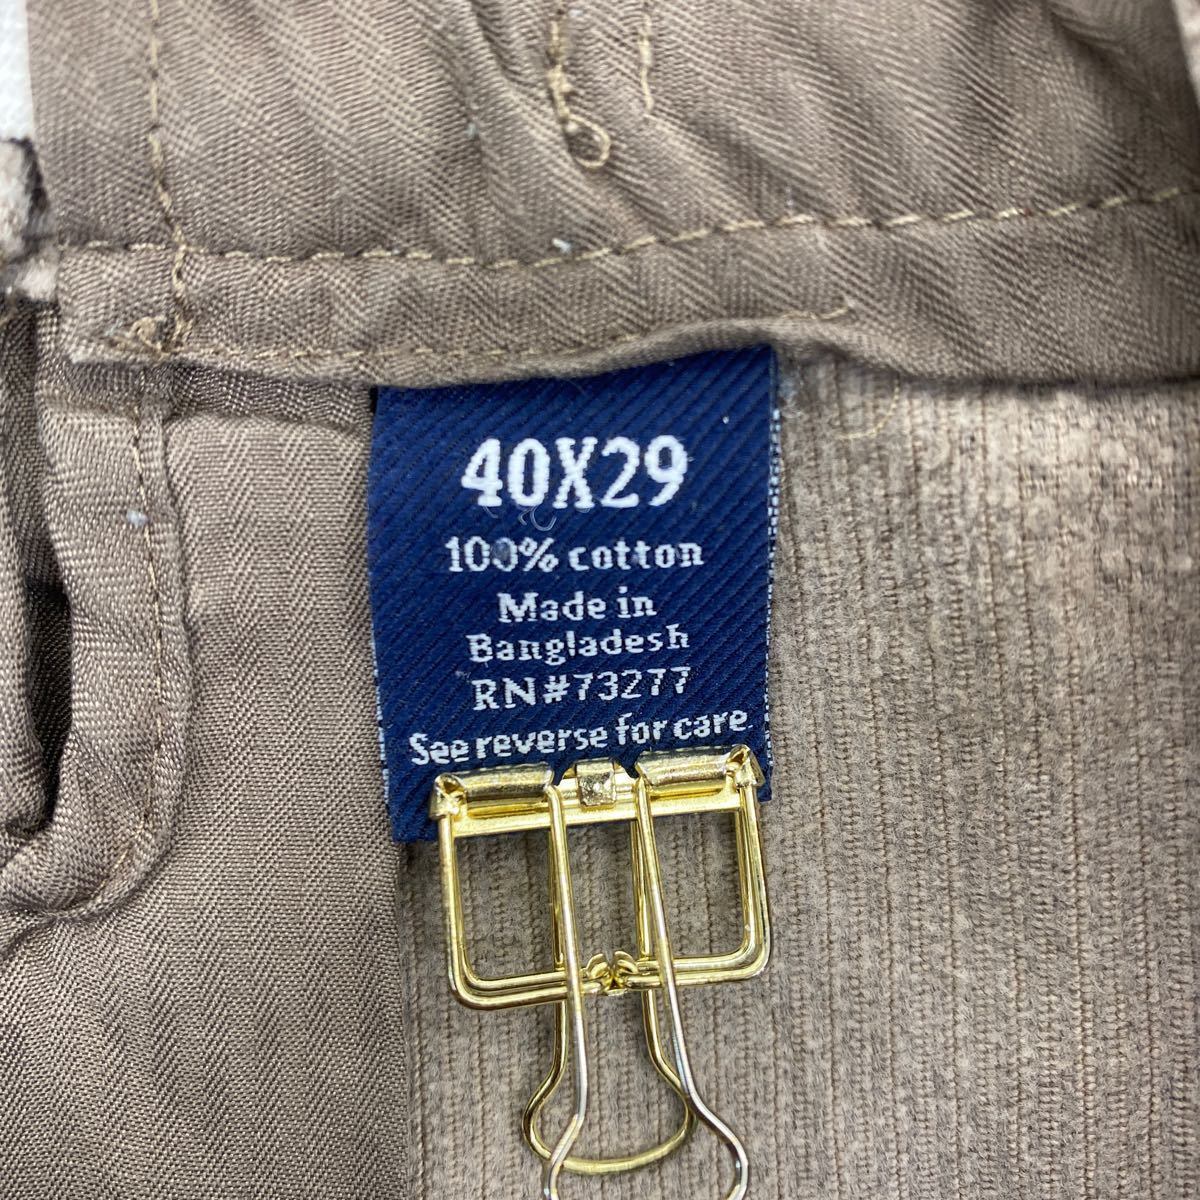 40X29
100% cotton
Made in
Bangladesh
RN#73277
See reverse for care